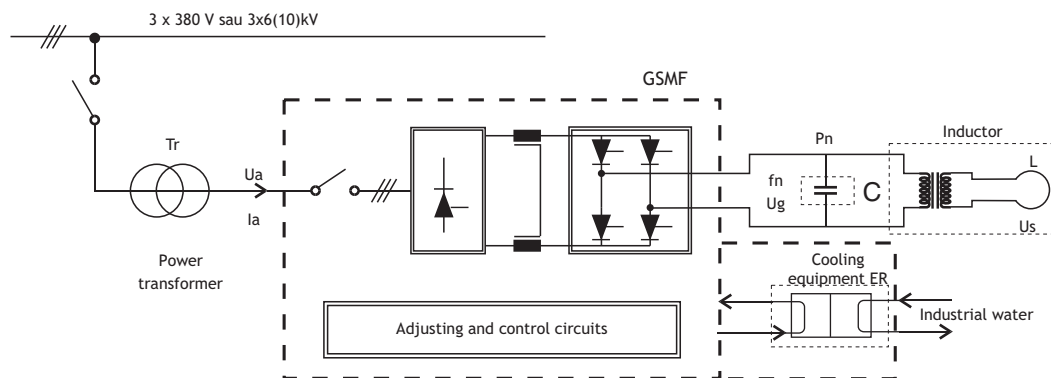 3 x 380 V sau 3x6(10)kV
GSMF
Tr
Ua
Ia
Power
transformer
Pn
fn
Ug
C
Inductor
L
Us
Cooling
equipment ER
Industrial water
Adjusting and control circuits